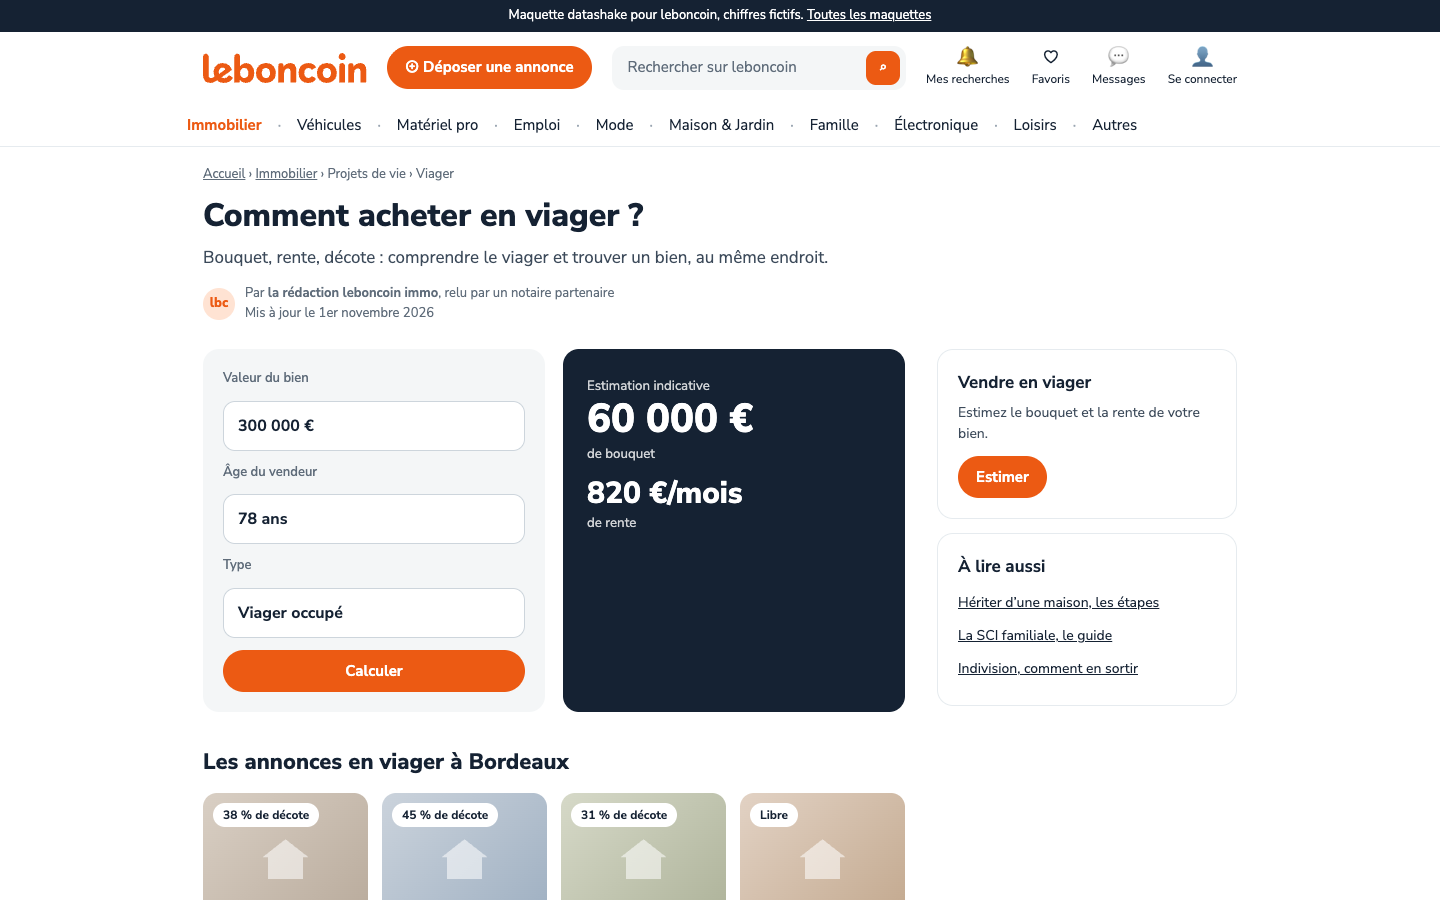 Maquette datashake pour leboncoin, chiffres fictifs. Toutes les maquettes
leboncoin
Déposer une annonce
Rechercher sur leboncoin
Mes recherches
Favoris
Messages
Se connecter
Immobilier · Véhicules · Matériel pro · Emploi · Mode · Maison & Jardin · Famille · Électronique · Loisirs · Autres
Accueil › Immobilier › Projets de vie › Viager
Comment acheter en viager ?
Bouquet, rente, décote : comprendre le viager et trouver un bien, au même endroit.
lbc
Par la rédaction leboncoin immo, relu par un notaire partenaire
Mis à jour le 1er novembre 2026
Valeur du bien
300 000 €
Âge du vendeur
78 ans
Type
Viager occupé
Calculer
Estimation indicative
60 000 €
de bouquet
820 €/mois
de rente
Vendre en viager
Estimez le bouquet et la rente de votre
bien.
Estimer
À lire aussi
Hériter d’une maison, les étapes
La SCI familiale, le guide
Indivision, comment en sortir
Les annonces en viager à Bordeaux
38 % de décote
45 % de décote
31 % de décote
Libre